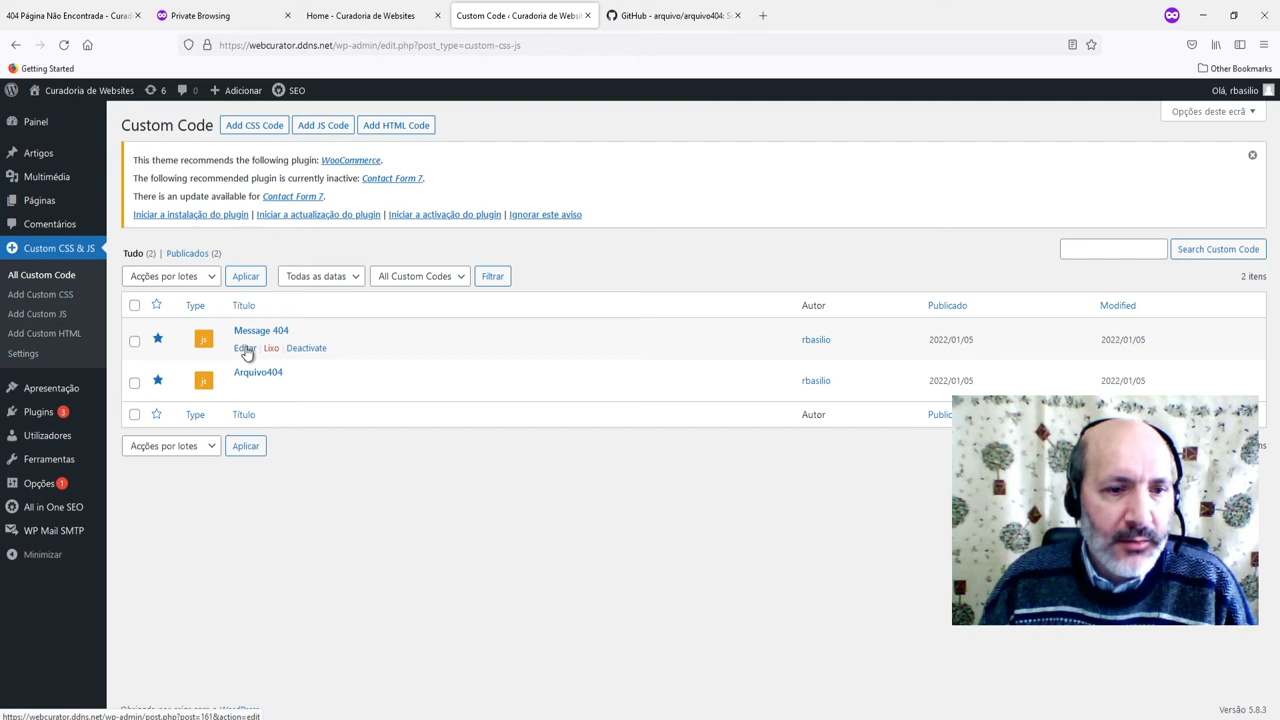 404 Página Não Encontrada - Curad
Private Browsing
Home - Curadoria de Websites
Custom Code ‹ Curadoria de Websit
GitHub - arquivo/arquivo404: S
https://webcurator.ddns.net/wp-admin/edit.php?post_type=custom-css-js
Getting Started
Other Bookmarks
Curadoria de Websites
6
0
Adicionar
SEO
Olá, rbasilio
Opções deste ecrã
Painel
Artigos
Multimédia
Páginas
Comentários
Custom CSS & JS
All Custom Code
Add Custom CSS
Add Custom JS
Add Custom HTML
Settings
Apresentação
Plugins 3
Utilizadores
Ferramentas
Opções 1
All in One SEO
WP Mail SMTP
Minimizar
Custom Code
Add CSS Code
Add JS Code
Add HTML Code
This theme recommends the following plugin: WooCommerce.
The following recommended plugin is currently inactive: Contact Form 7.
There is an update available for Contact Form 7.
Iniciar a instalação do plugin | Iniciar a actualização do plugin | Iniciar a activação do plugin | Ignorar este aviso
Tudo (2) | Publicados (2)
Search Custom Code
Acções por lotes
Aplicar
Todas as datas
All Custom Codes
Filtrar
2 itens
Type
Título
Autor
Publicado
Modified
js
Message 404
rbasilio
2022/01/05
2022/01/05
Editar | Lixo | Deactivate
js
Arquivo404
rbasilio
2022/01/05
2022/01/05
Type
Título
Autor
Acções por lotes
Aplicar
https://webcurator.ddns.net/wp-admin/post.php?post=161&action=edit
Versão 5.8.3